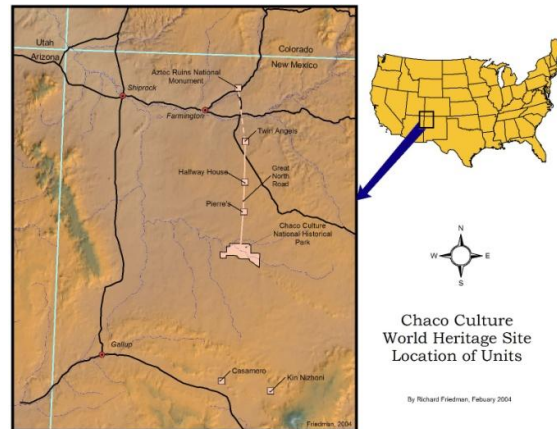 Utah
Arizona
Colorado
New Mexico
Aztec Ruins National
Monument
Shiprock
Farmington
Twin Angels
Halfway House
Great
North
Road
Pierre's
Chaco Culture
National Historical
Park
Gallup
Casamero
Kin Nizhoni
Friedman, 2004
N
W
E
S
Chaco Culture
World Heritage Site
Location of Units
By Richard Friedman, Febuary 2004